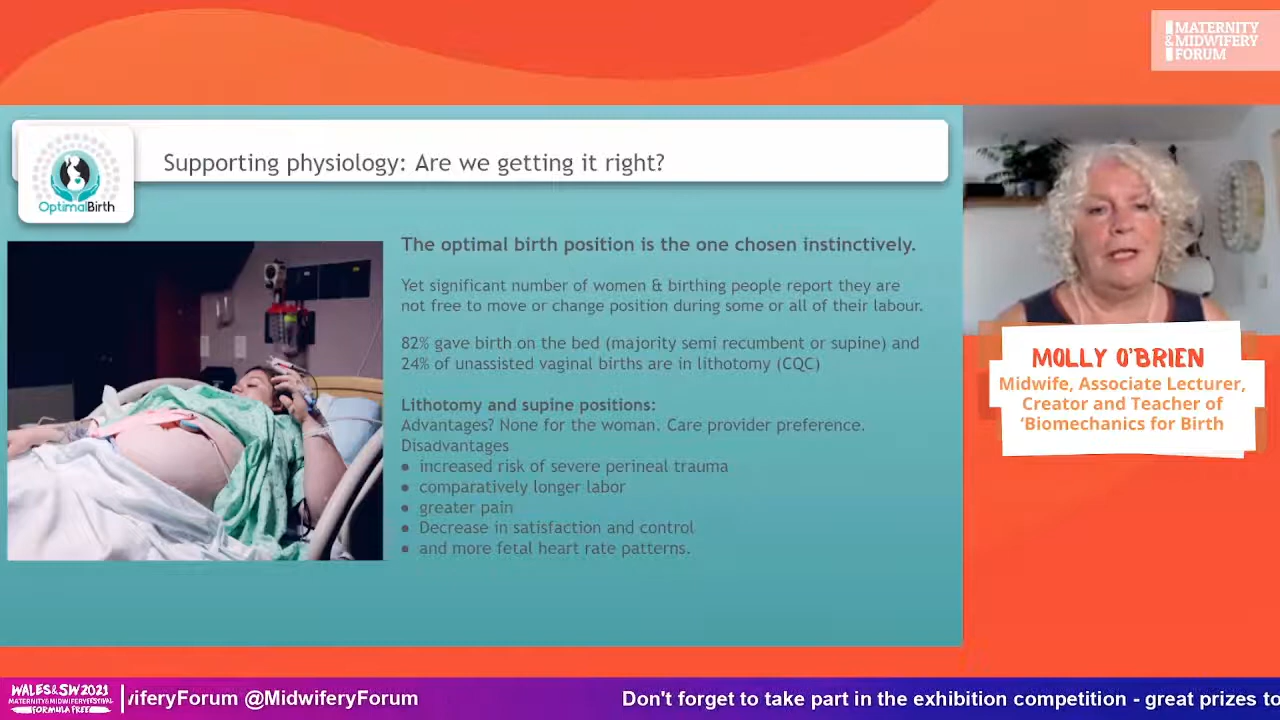 MATERNITY
& MIDWIFERY
FORUM
OptimalBirth
Supporting physiology: Are we getting it right?
The optimal birth position is the one chosen instinctively.
Yet significant number of women & birthing people report they are
not free to move or change position during some or all of their labour.
82% gave birth on the bed (majority semi recumbent or supine) and
24% of unassisted vaginal births are in lithotomy (CQC)
Lithotomy and supine positions:
Advantages? None for the woman. Care provider preference.
Disadvantages
● increased risk of severe perineal trauma
● comparatively longer labor
● greater pain
● Decrease in satisfaction and control
● and more fetal heart rate patterns.
MOLLY O'BRIEN
Midwife, Associate Lecturer,
Creator and Teacher of
'Biomechanics for Birth
WALES&SW2021
MATERNITY&MIDWIFERYFESTIVAL
FORMULA FREE
iferyForum @MidwiferyForum
Don't forget to take part in the exhibition competition - great prizes to